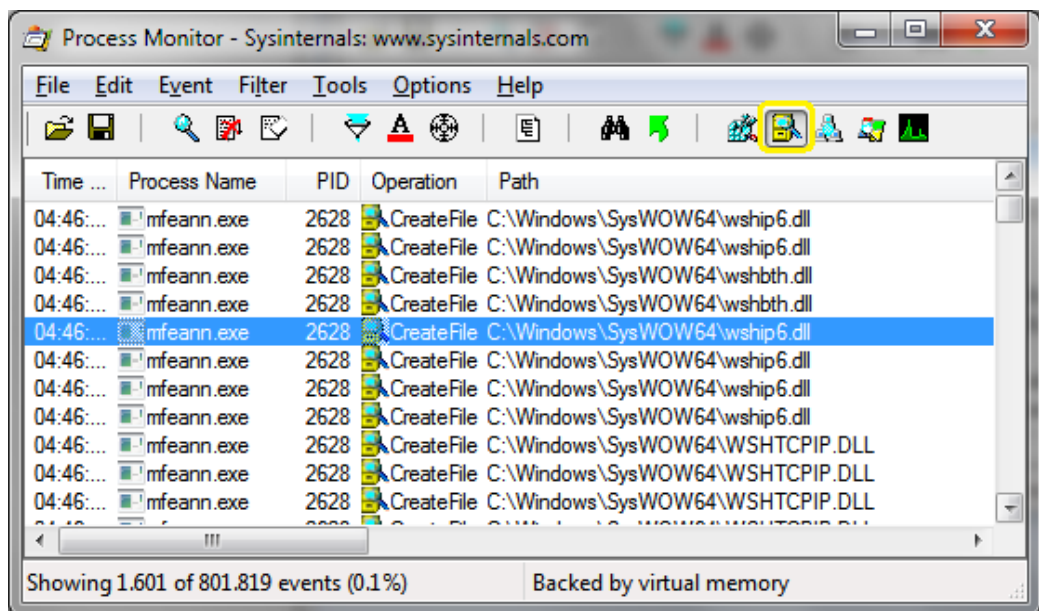 Process Monitor - Sysinternals: www.sysinternals.com
File Edit Event Filter Tools Options Help
Time ... Process Name PID Operation Path
04:46:... mfeann.exe 2628 CreateFile C:\Windows\SysWOW64\wship6.dll
04:46:... mfeann.exe 2628 CreateFile C:\Windows\SysWOW64\wship6.dll
04:46:... mfeann.exe 2628 CreateFile C:\Windows\SysWOW64\wshbth.dll
04:46:... mfeann.exe 2628 CreateFile C:\Windows\SysWOW64\wshbth.dll
04:46:... mfeann.exe 2628 CreateFile C:\Windows\SysWOW64\wship6.dll
04:46:... mfeann.exe 2628 CreateFile C:\Windows\SysWOW64\wship6.dll
04:46:... mfeann.exe 2628 CreateFile C:\Windows\SysWOW64\wship6.dll
04:46:... mfeann.exe 2628 CreateFile C:\Windows\SysWOW64\wship6.dll
04:46:... mfeann.exe 2628 CreateFile C:\Windows\SysWOW64\WSHTCPIP.DLL
04:46:... mfeann.exe 2628 CreateFile C:\Windows\SysWOW64\WSHTCPIP.DLL
04:46:... mfeann.exe 2628 CreateFile C:\Windows\SysWOW64\WSHTCPIP.DLL
Showing 1.601 of 801.819 events (0.1%) Backed by virtual memory